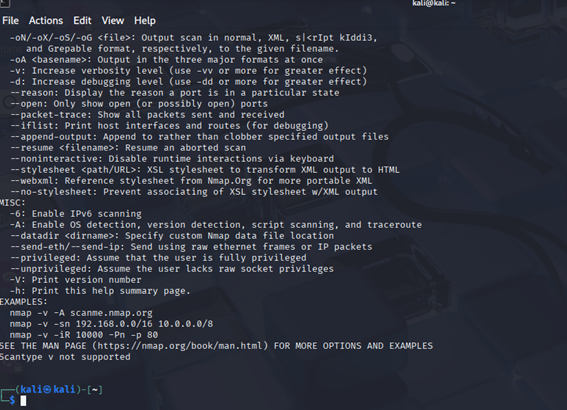 kali@kali: ~
File Actions Edit View Help
-oN/-oX/-oS/-oG <file>: Output scan in normal, XML, s|<rIpt kIddi3,
and Grepable format, respectively, to the given filename.
-oA <basename>: Output in the three major formats at once
-v: Increase verbosity level (use -vv or more for greater effect)
-d: Increase debugging level (use -dd or more for greater effect)
--reason: Display the reason a port is in a particular state
--open: Only show open (or possibly open) ports
--packet-trace: Show all packets sent and received
--iflist: Print host interfaces and routes (for debugging)
--append-output: Append to rather than clobber specified output files
--resume <filename>: Resume an aborted scan
--noninteractive: Disable runtime interactions via keyboard
--stylesheet <path/URL>: XSL stylesheet to transform XML output to HTML
--webxml: Reference stylesheet from Nmap.Org for more portable XML
--no-stylesheet: Prevent associating of XSL stylesheet w/XML output
MISC:
-6: Enable IPv6 scanning
-A: Enable OS detection, version detection, script scanning, and traceroute
--datadir <dirname>: Specify custom Nmap data file location
--send-eth/--send-ip: Send using raw ethernet frames or IP packets
--privileged: Assume that the user is fully privileged
--unprivileged: Assume the user lacks raw socket privileges
-V: Print version number
-h: Print this help summary page.
EXAMPLES:
nmap -v -A scanme.nmap.org
nmap -v -sn 192.168.0.0/16 10.0.0.0/8
nmap -v -iR 10000 -Pn -p 80
SEE THE MAN PAGE (https://nmap.org/book/man.html) FOR MORE OPTIONS AND EXAMPLES
Scantype v not supported
┌──(kali㉿kali)-[~]
└─$